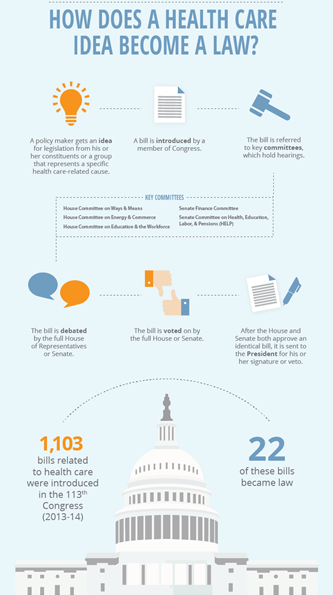 HOW DOES A HEALTH CARE
IDEA BECOME A LAW?
A policy maker gets an idea
for legislation from his or
her constituents or a group
that represents a specific
health care-related cause.
A bill is introduced by a
member of Congress.
The bill is referred
to key committees,
which hold hearings.
KEY COMMITTEES
House Committee on Ways & Means
House Committee on Energy & Commerce
House Committee on Education & the Workforce
Senate Finance Committee
Senate Committee on Health, Education,
Labor, & Pensions (HELP)
The bill is debated
by the full House
of Representatives
or Senate.
The bill is voted on by
the full House or Senate.
After the House and
Senate both approve an
identical bill, it is sent to
the President for his or
her signature or veto.
1,103
bills related
to health care
were introduced
in the 113th
Congress
(2013-14)
22
of these bills
became law